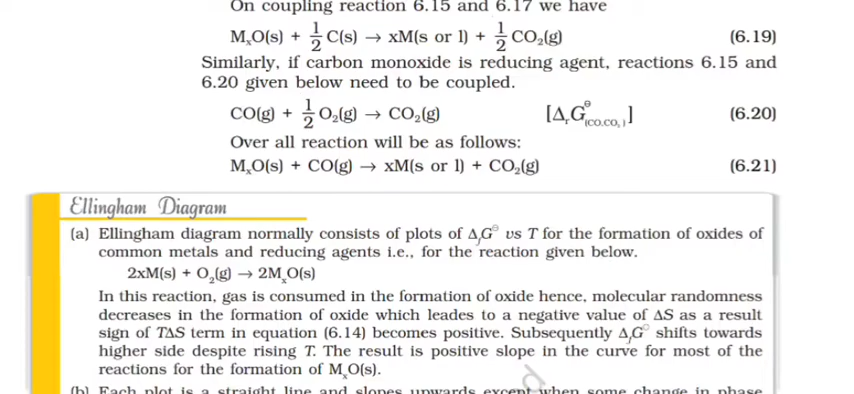 On coupling reaction 6.15 and 6.17 we have
MₓO(s) + 1/2 C(s) → xM(s or l) + 1/2 CO₂(g) (6.19)
Similarly, if carbon monoxide is reducing agent, reactions 6.15 and
6.20 given below need to be coupled.
CO(g) + 1/2 O₂(g) → CO₂(g) [ΔᵣG⊖(CO,CO₂)] (6.20)
Over all reaction will be as follows:
MₓO(s) + CO(g) → xM(s or l) + CO₂(g) (6.21)
Ellingham Diagram
(a) Ellingham diagram normally consists of plots of Δ_fG⊖ vs T for the formation of oxides of
common metals and reducing agents i.e., for the reaction given below.
2xM(s) + O₂(g) → 2MₓO(s)
In this reaction, gas is consumed in the formation of oxide hence, molecular randomness
decreases in the formation of oxide which leads to a negative value of ΔS as a result
sign of TΔS term in equation (6.14) becomes positive. Subsequently Δ_fG⊖ shifts towards
higher side despite rising T. The result is positive slope in the curve for most of the
reactions for the formation of MₓO(s).
(b) Each plot is a straight line and slopes upwards except when some change in phase